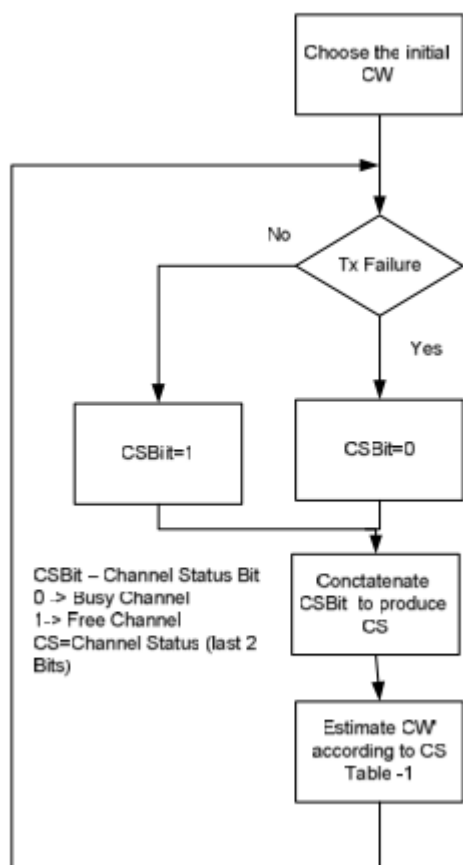 Choose the initial
CW
No
Tx Failure
Yes
CSBiit=1
CSBit=0
CSBit – Channel Status Bit
0 -> Busy Channel
1-> Free Channel
CS=Channel Status (last 2
Bits)
Conctatenate
CSBit to produce
CS
Estimate CW'
according to CS
Table -1